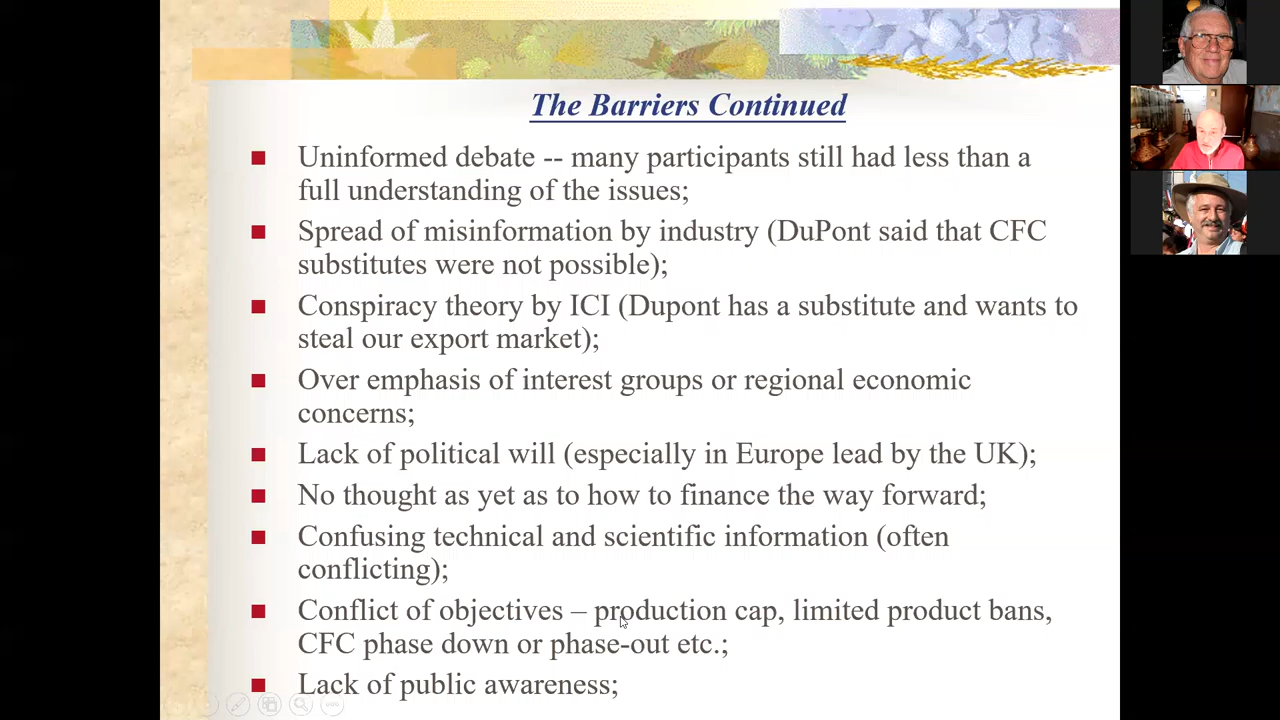 The Barriers Continued
Uninformed debate -- many participants still had less than a
full understanding of the issues;
Spread of misinformation by industry (DuPont said that CFC
substitutes were not possible);
Conspiracy theory by ICI (Dupont has a substitute and wants to
steal our export market);
Over emphasis of interest groups or regional economic
concerns;
Lack of political will (especially in Europe lead by the UK);
No thought as yet as to how to finance the way forward;
Confusing technical and scientific information (often
conflicting);
Conflict of objectives – production cap, limited product bans,
CFC phase down or phase-out etc.;
Lack of public awareness;